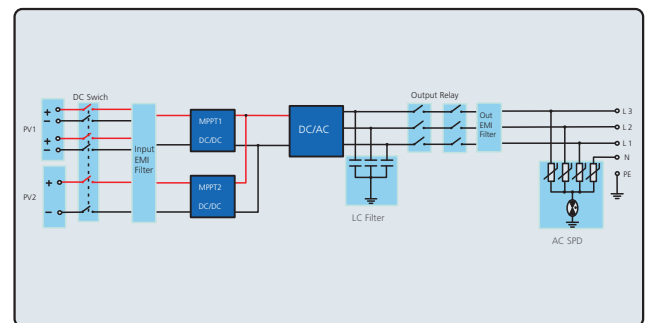 DC Swich
PV1
+
−
+
−
PV2
+
−
Input
EMI
Filter
MPPT1
DC/DC
MPPT2
DC/DC
DC/AC
LC Filter
Output Relay
Out
EMI
Filter
L 3
L 2
L 1
N
PE
AC SPD